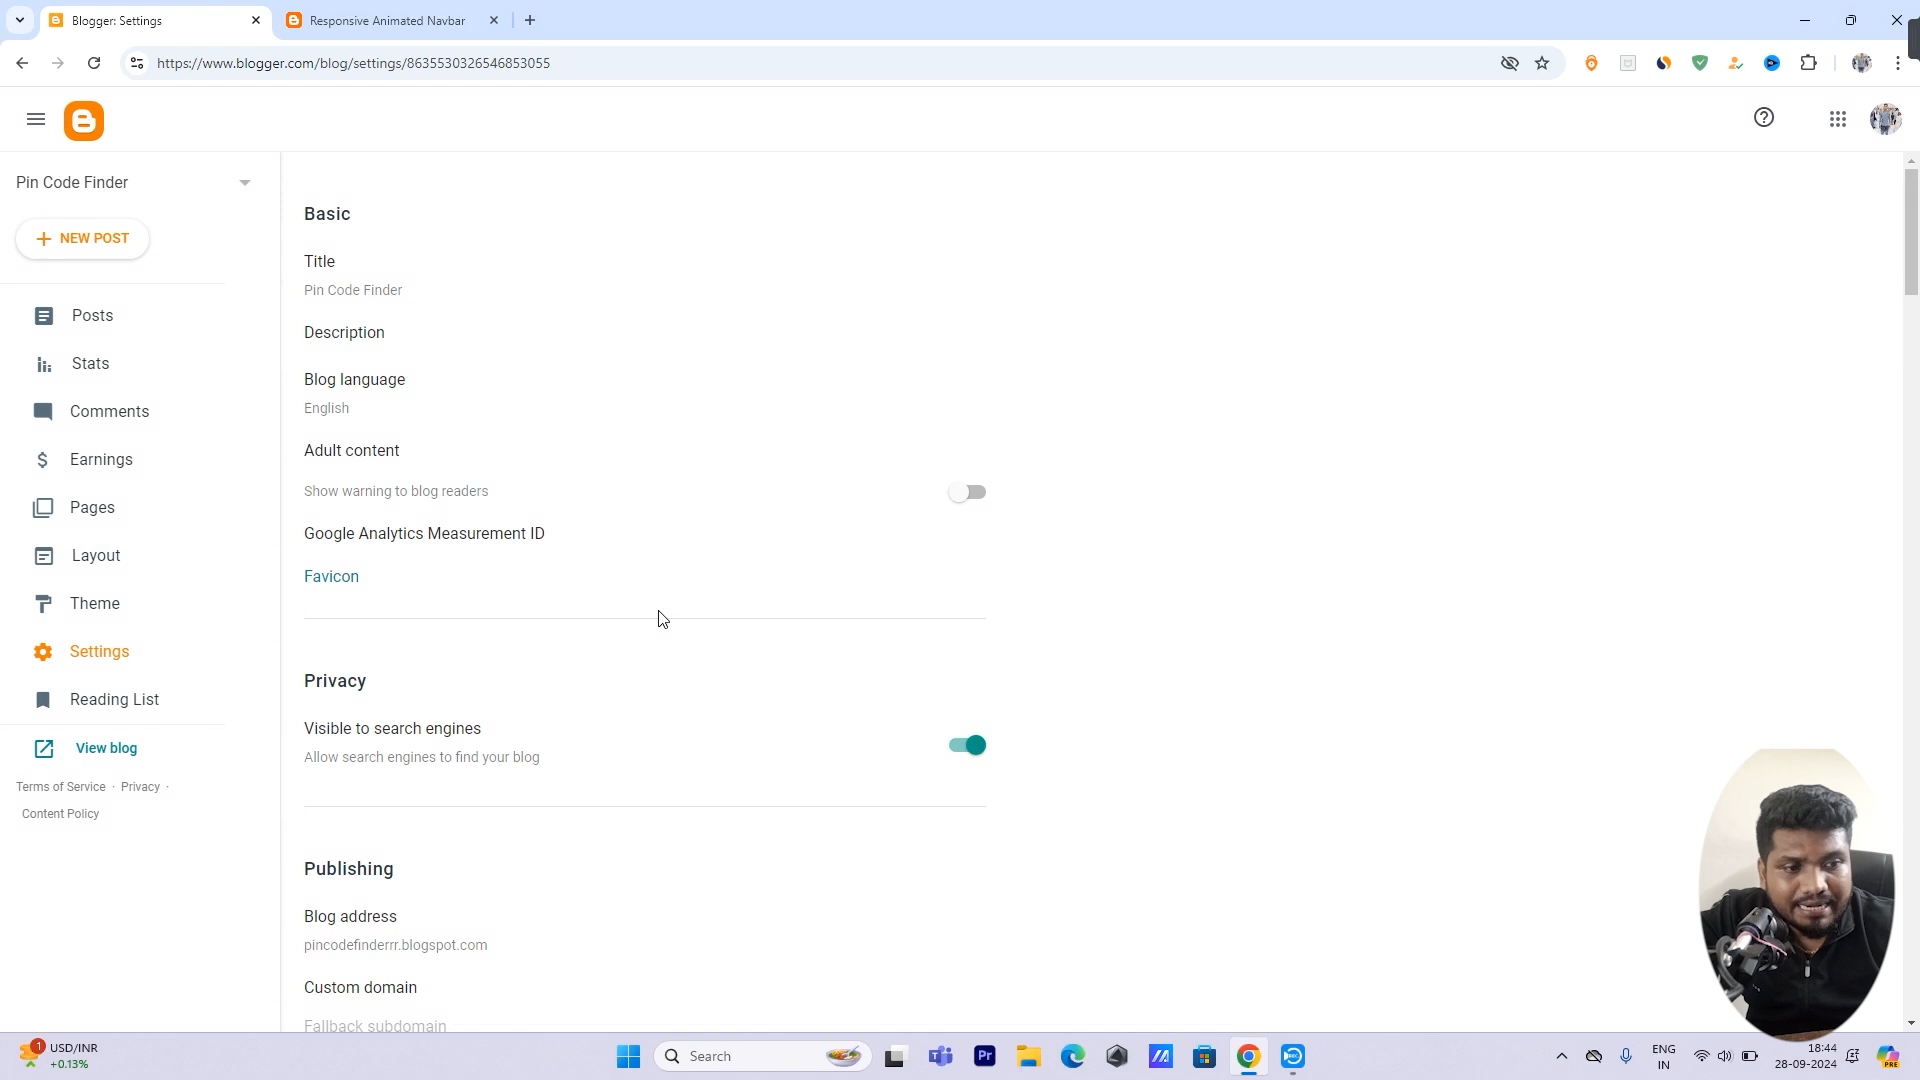 Blogger: Settings
Responsive Animated Navbar
https://www.blogger.com/blog/settings/8635530326546853055
Pin Code Finder
NEW POST
Posts
Stats
Comments
Earnings
Pages
Layout
Theme
Settings
Reading List
View blog
Terms of Service · Privacy ·
Content Policy
Basic
Title
Pin Code Finder
Description
Blog language
English
Adult content
Show warning to blog readers
Google Analytics Measurement ID
Favicon
Privacy
Visible to search engines
Allow search engines to find your blog
Publishing
Blog address
pincodefinderrr.blogspot.com
Custom domain
Fallback subdomain
1
USD/INR
+0.13%
Search
Pr
ENG
IN
18:44
28-09-2024
PRE